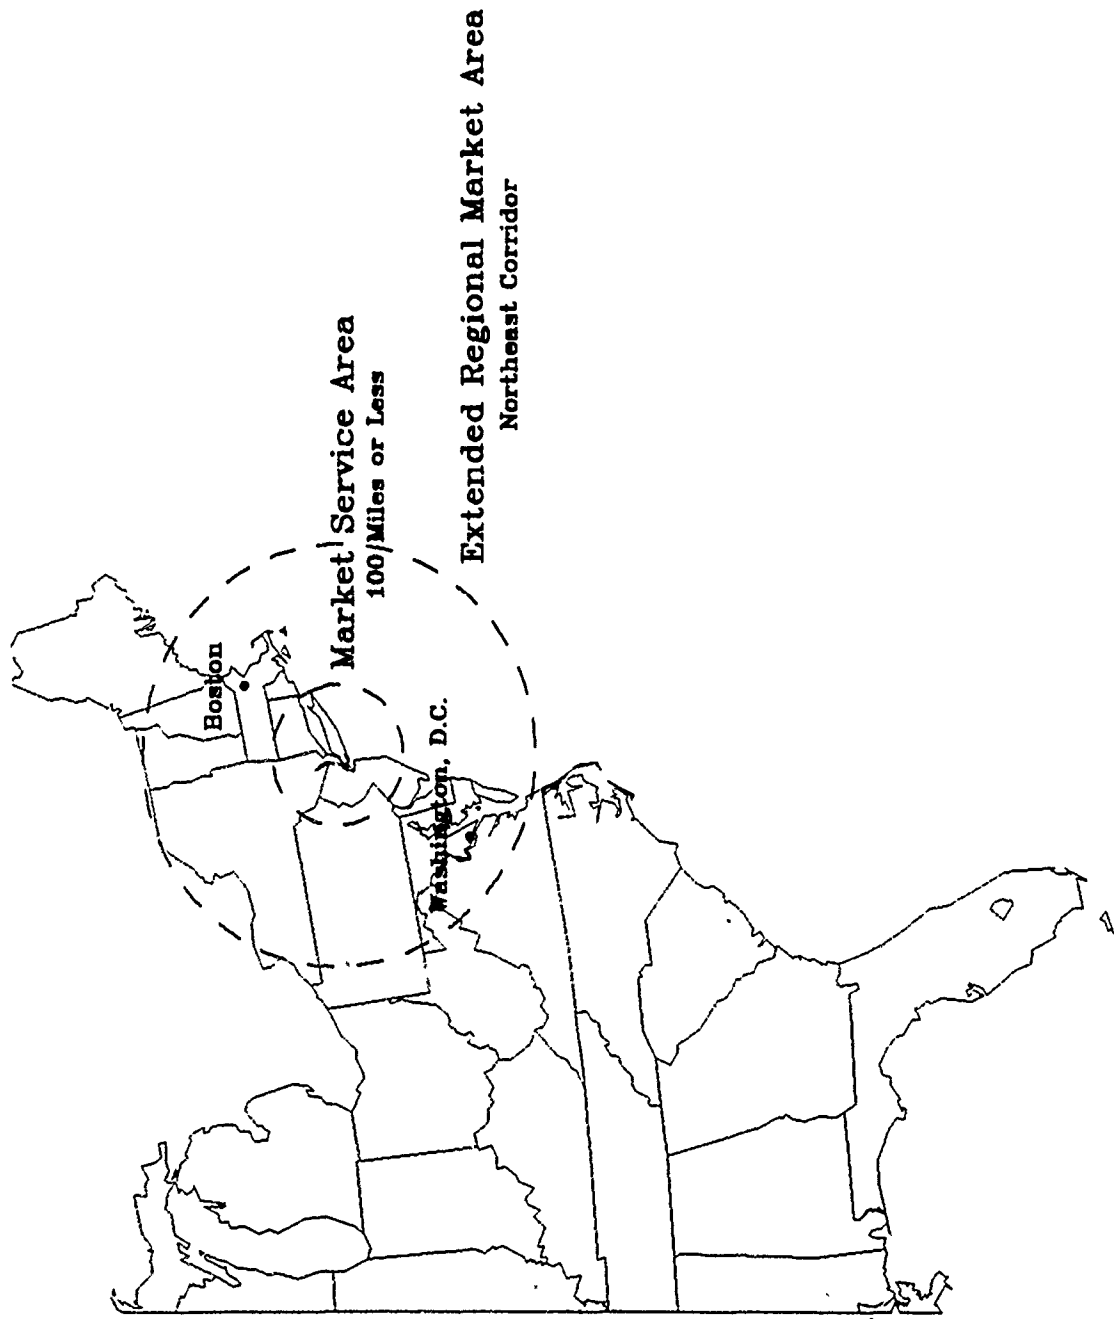 Boston
Market Service Area
100/Miles or Less
Washington, D.C.
Extended Regional Market Area
Northeast Corridor